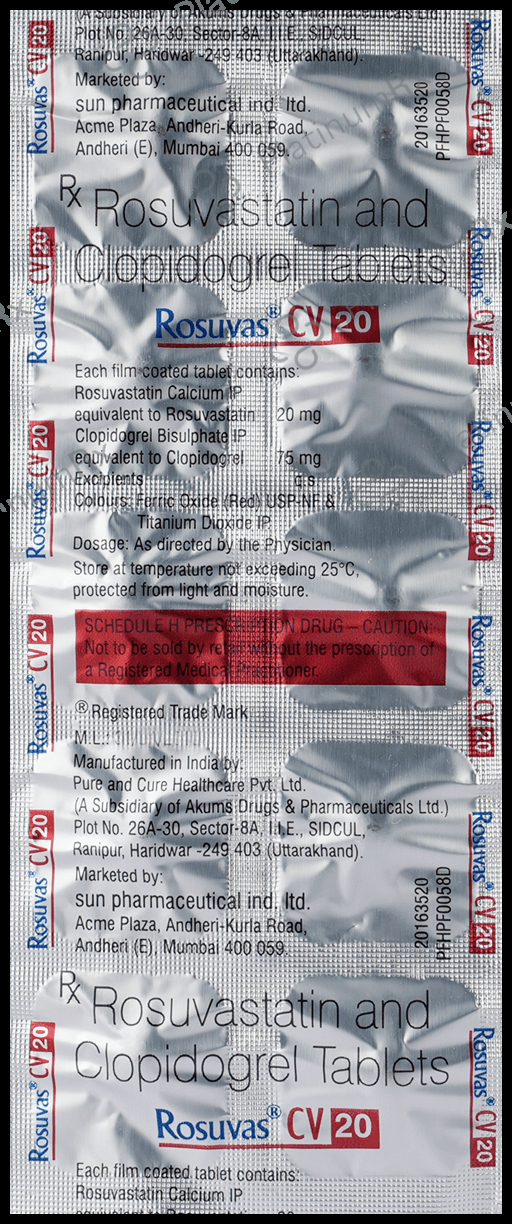 (A Subsidiary of Akums Drugs & Pharmaceuticals Ltd.)
Plot No. 26A-30, Sector-8A, I.I.E., SIDCUL,
Ranipur, Haridwar -249 403 (Uttarakhand).
Marketed by:
sun pharmaceutical ind. ltd.
Acme Plaza, Andheri-Kurla Road,
Andheri (E), Mumbai 400 059.
20163520
PFHPF0058D
Rx Rosuvastatin and
Clopidogrel Tablets
Rosuvas® CV 20
Each film coated tablet contains:
Rosuvastatin Calcium IP
equivalent to Rosuvastatin 20 mg
Clopidogrel Bisulphate IP
equivalent to Clopidogrel 75 mg
Excipients q.s
Colours: Ferric Oxide (Red) USP-NF &
Titanium Dioxide IP
Dosage: As directed by the Physician.
Store at temperature not exceeding 25°C,
protected from light and moisture.
SCHEDULE H PRESCRIPTION DRUG – CAUTION:
Not to be sold by retail without the prescription of
a Registered Medical Practitioner.
® Registered Trade Mark
M.L.:
Manufactured in India by:
Pure and Cure Healthcare Pvt. Ltd.
(A Subsidiary of Akums Drugs & Pharmaceuticals Ltd.)
Plot No. 26A-30, Sector-8A, I.I.E., SIDCUL,
Ranipur, Haridwar -249 403 (Uttarakhand).
Marketed by:
sun pharmaceutical ind. ltd.
Acme Plaza, Andheri-Kurla Road,
Andheri (E), Mumbai 400 059.
20163520
PFHPF0058D
Rx Rosuvastatin and
Clopidogrel Tablets
Rosuvas® CV 20
Each film coated tablet contains:
Rosuvastatin Calcium IP
Rosuvas® CV 20
Rosuvas® CV 20
Rosuvas® CV 20
Rosuvas® CV 20
Rosuvas® CV 20
Rosuvas® CV 20
Rosuvas® CV 20
Rosuvas® CV 20
Rosuvas® CV 20
Rosuvas® CV 20
Rosuvas® CV 20
Rosuvas® CV 20